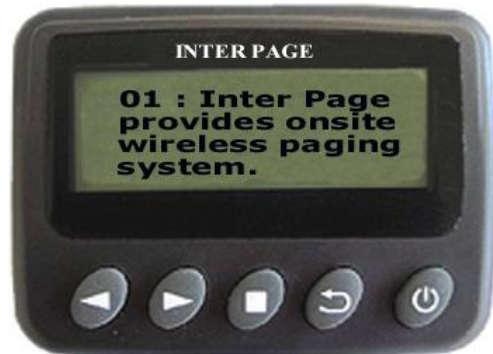 INTER PAGE
01 : Inter Page
provides onsite
wireless paging
system.